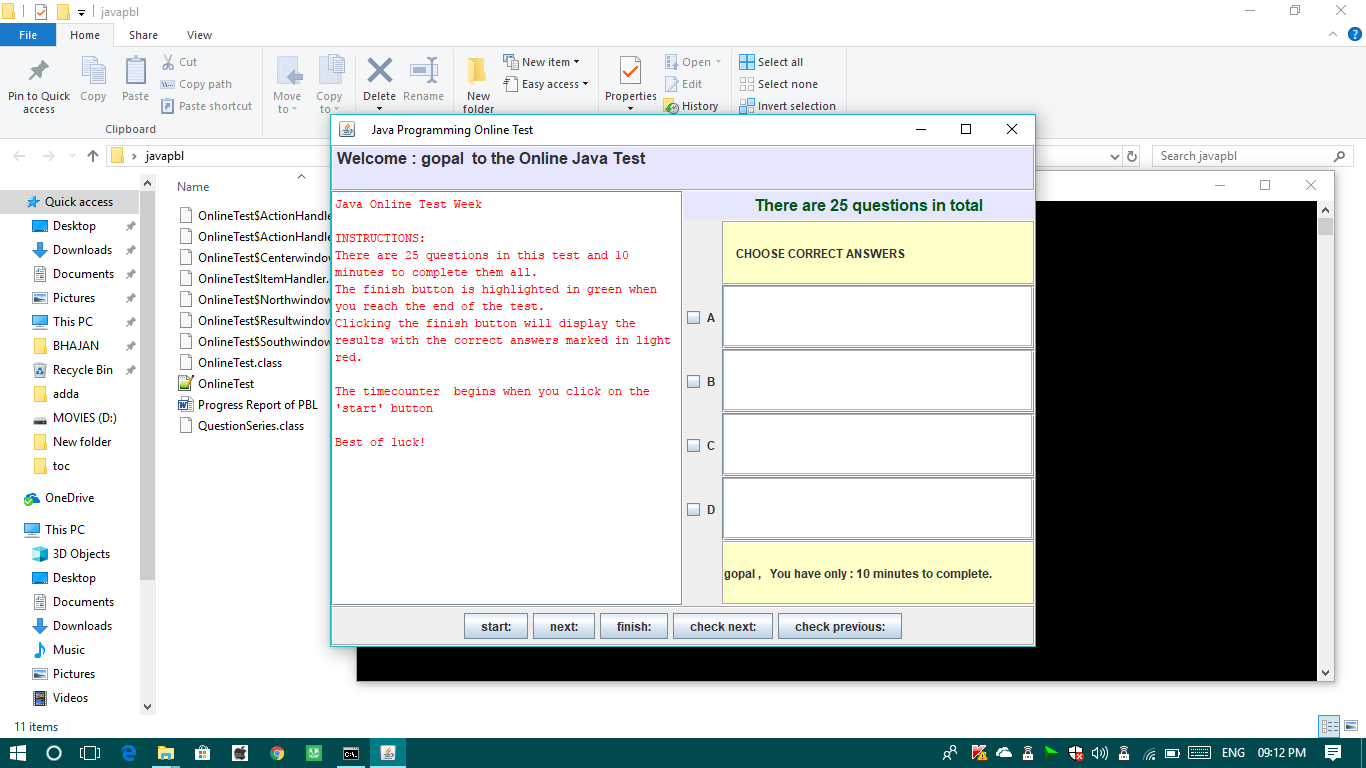 javapbl
File
Home
Share
View
Pin to Quick
access
Copy
Paste
Cut
Copy path
Paste shortcut
Clipboard
Move
to
Copy
to
Delete
Rename
New
folder
New item
Easy access
Properties
Open
Edit
History
Select all
Select none
Invert selection
javapbl
Search javapbl
Quick access
Desktop
Downloads
Documents
Pictures
This PC
BHAJAN
Recycle Bin
adda
MOVIES (D:)
New folder
toc
OneDrive
This PC
3D Objects
Desktop
Documents
Downloads
Music
Pictures
Videos
Name
OnlineTest$ActionHandle
OnlineTest$ActionHandle
OnlineTest$Centerwindow
OnlineTest$ItemHandler.
OnlineTest$Northwindow
OnlineTest$Resultwindow
OnlineTest$Southwindow
OnlineTest.class
OnlineTest
Progress Report of PBL
QuestionSeries.class
Java Programming Online Test
Welcome : gopal to the Online Java Test
Java Online Test Week
INSTRUCTIONS:
There are 25 questions in this test and 10
minutes to complete them all.
The finish button is highlighted in green when
you reach the end of the test.
Clicking the finish button will display the
results with the correct answers marked in light
red.
The timecounter begins when you click on the
'start' button
Best of luck!
There are 25 questions in total
CHOOSE CORRECT ANSWERS
A
B
C
D
gopal , You have only : 10 minutes to complete.
start:
next:
finish:
check next:
check previous:
11 items
ENG
09:12 PM